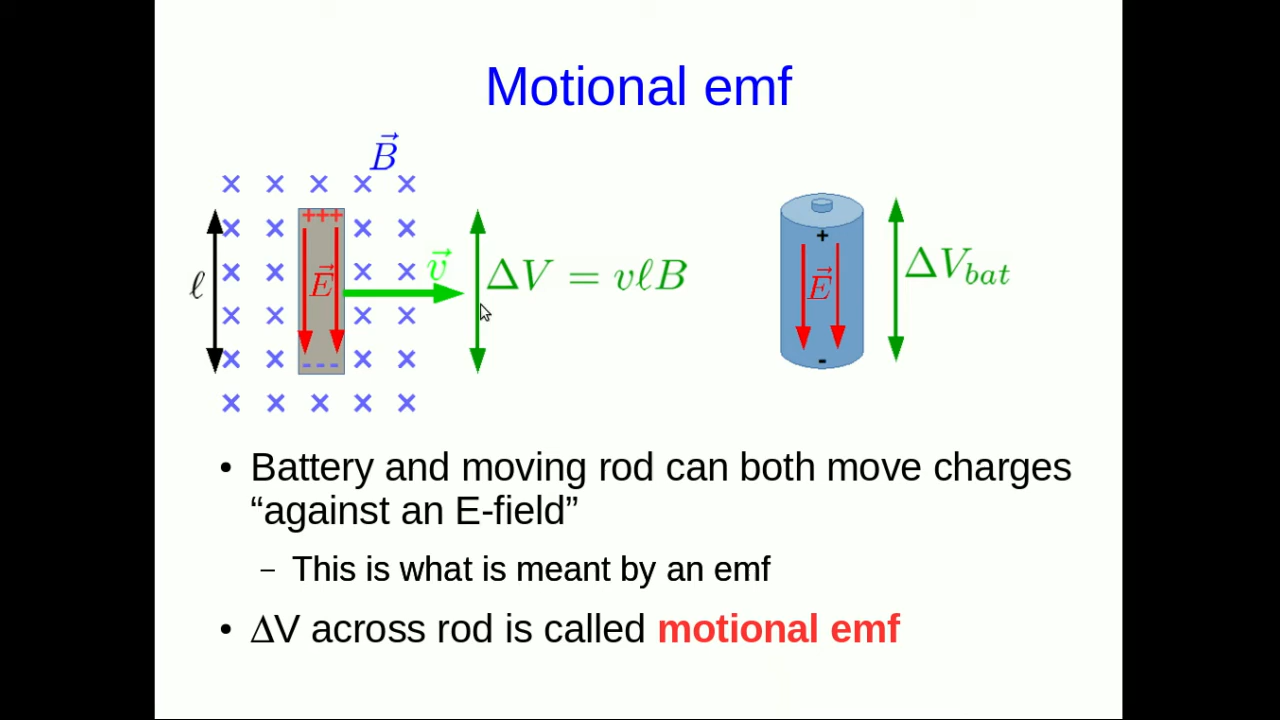 Motional emf
B⃗
× × × × ×
+++
× × × ×
ℓ × × E⃗ × × v⃗ ΔV = vℓB
× × × ×
× × - - - × ×
× × × × ×
+
E⃗ ΔV_bat
-
• Battery and moving rod can both move charges
“against an E-field”
– This is what is meant by an emf
• ΔV across rod is called motional emf